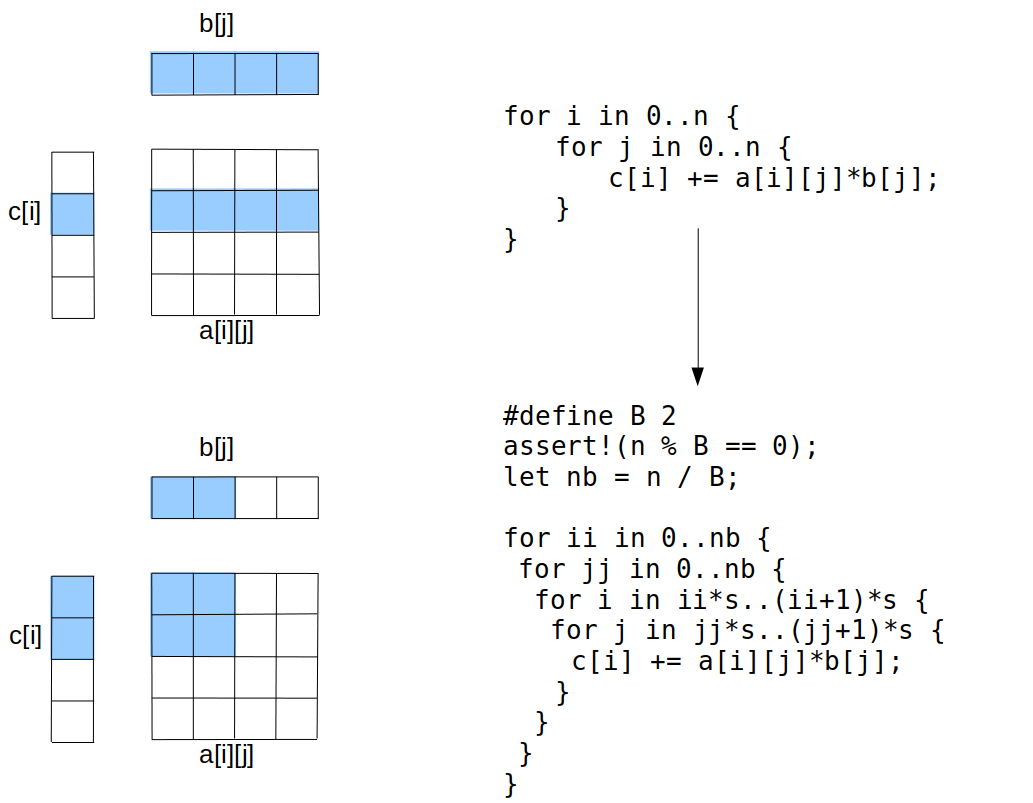 b[j]
c[i]
a[i][j]
for i in 0..n {
for j in 0..n {
c[i] += a[i][j]*b[j];
}
}
b[j]
c[i]
a[i][j]
#define B 2
assert!(n % B == 0);
let nb = n / B;
for ii in 0..nb {
for jj in 0..nb {
for i in ii*s..(ii+1)*s {
for j in jj*s..(jj+1)*s {
c[i] += a[i][j]*b[j];
}
}
}
}